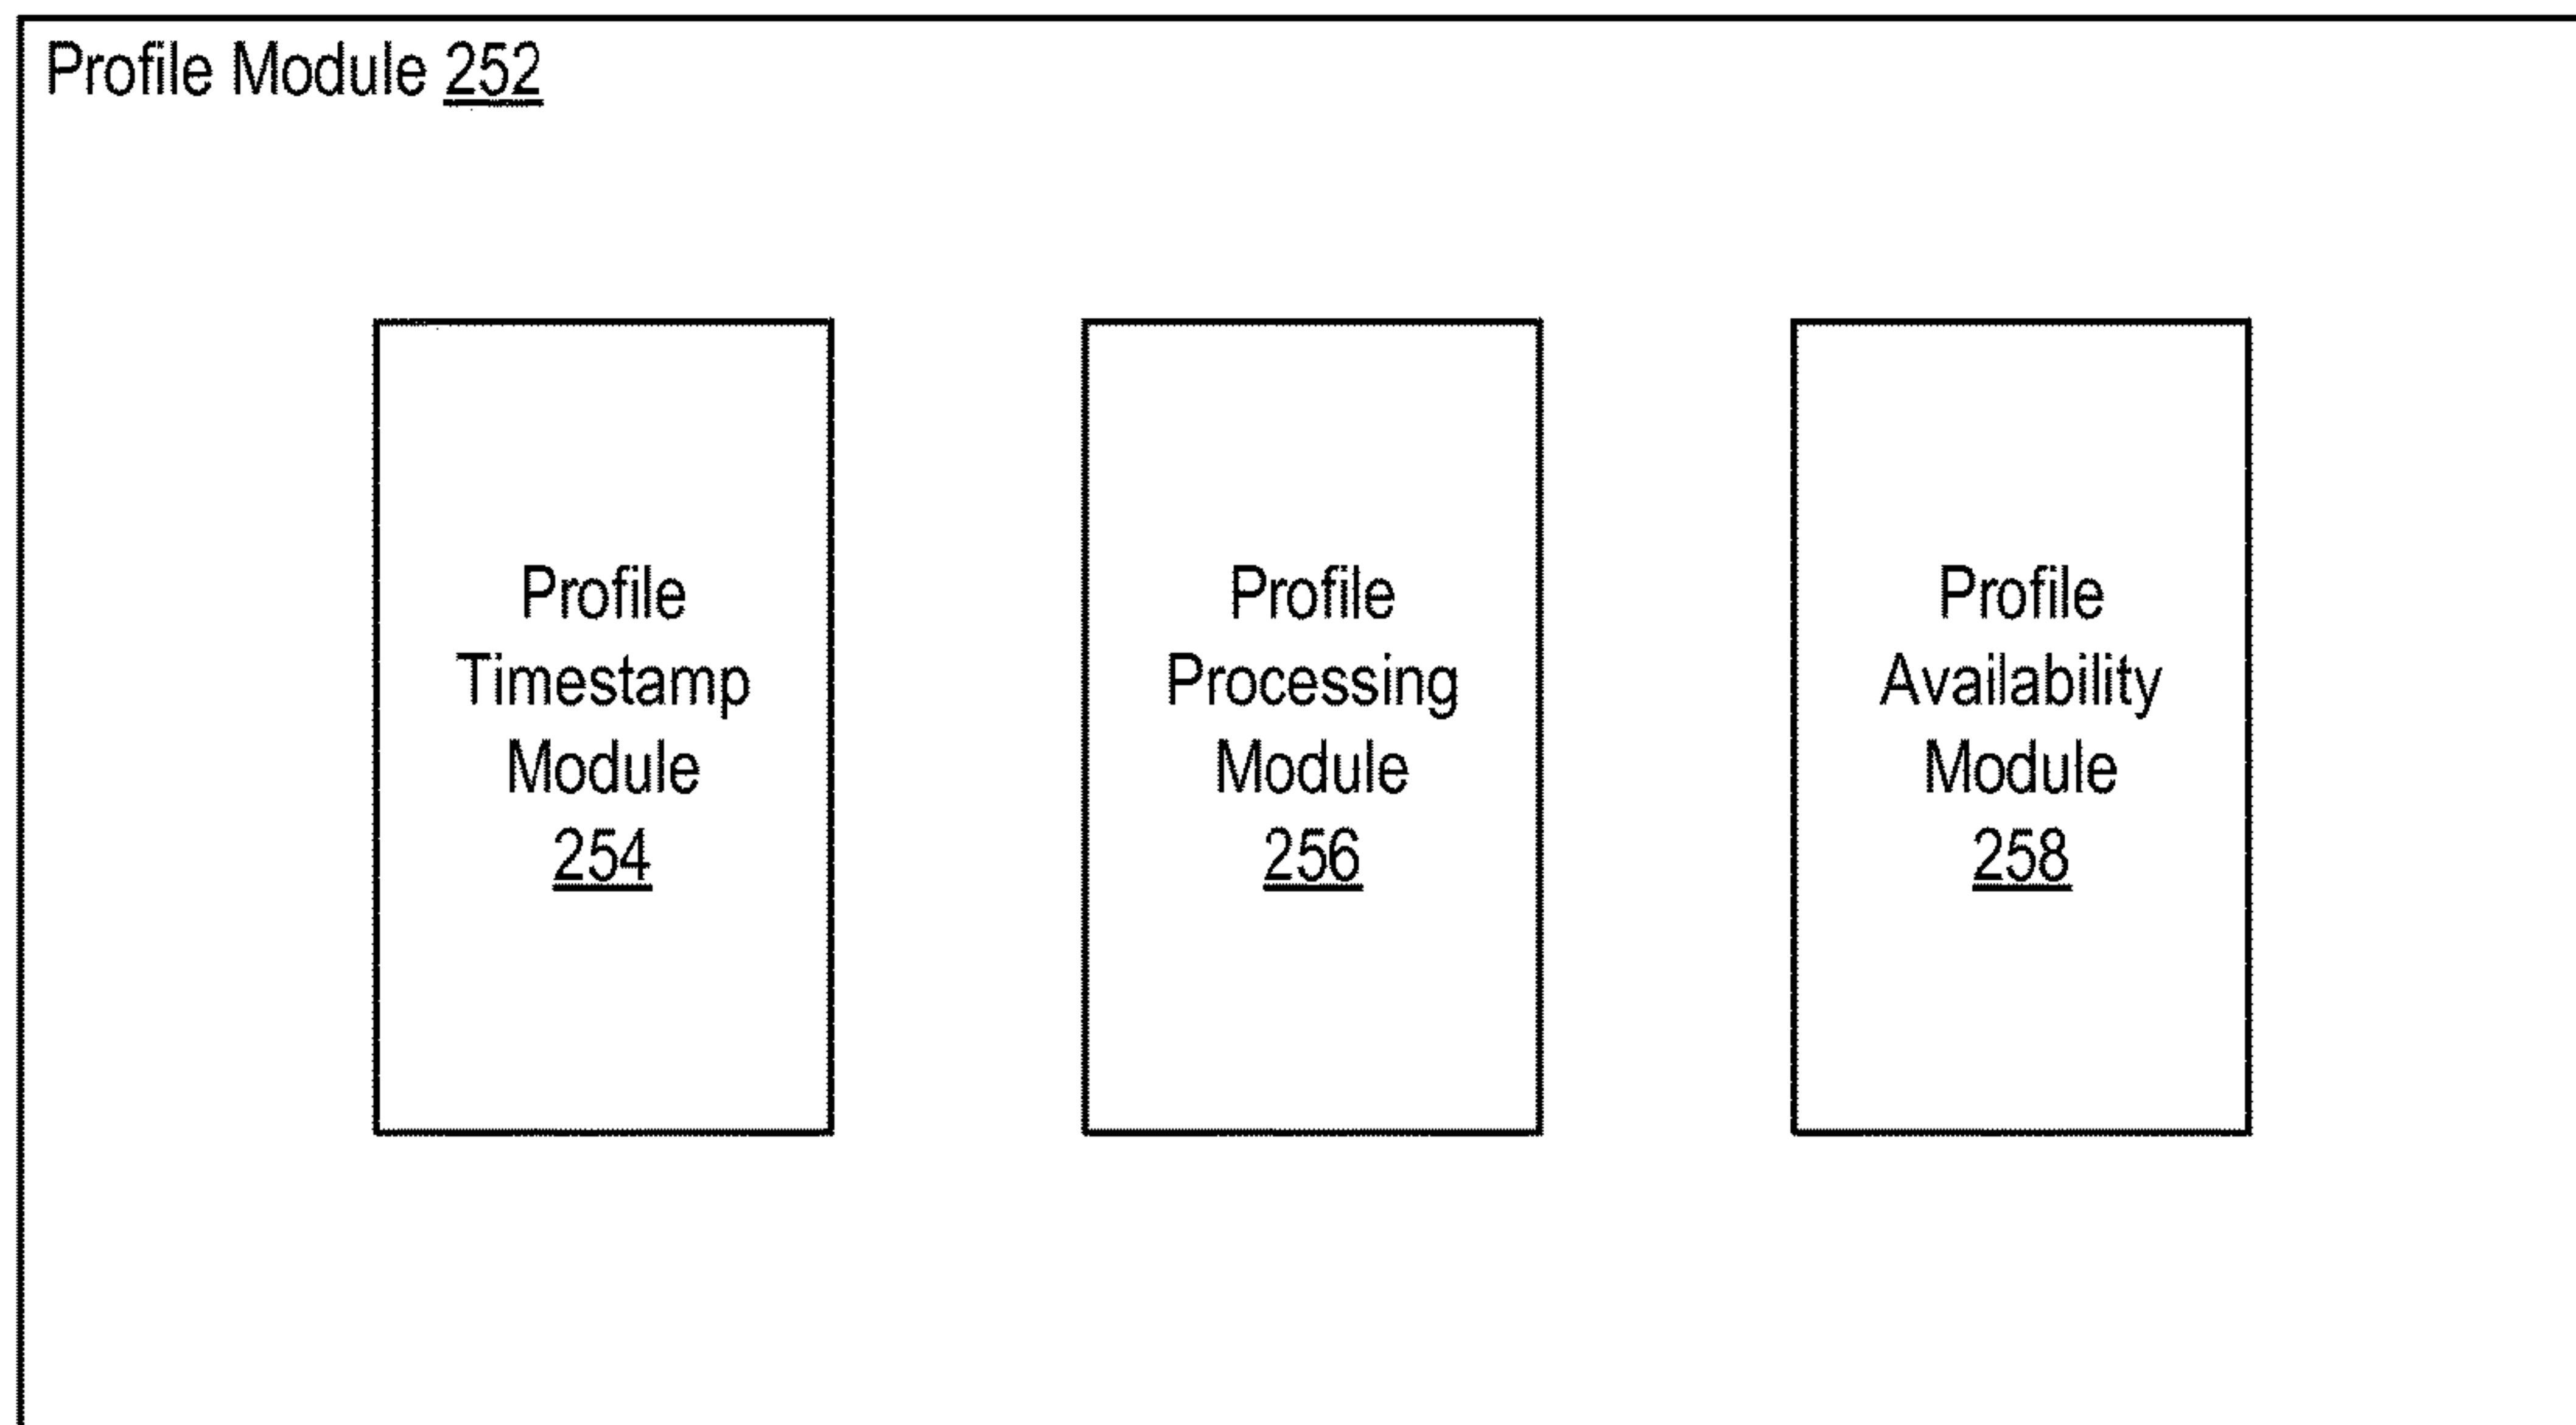 Profile Module 252
Profile
Timestamp
Module
254
Profile
Processing
Module
256
Profile
Availability
Module
258